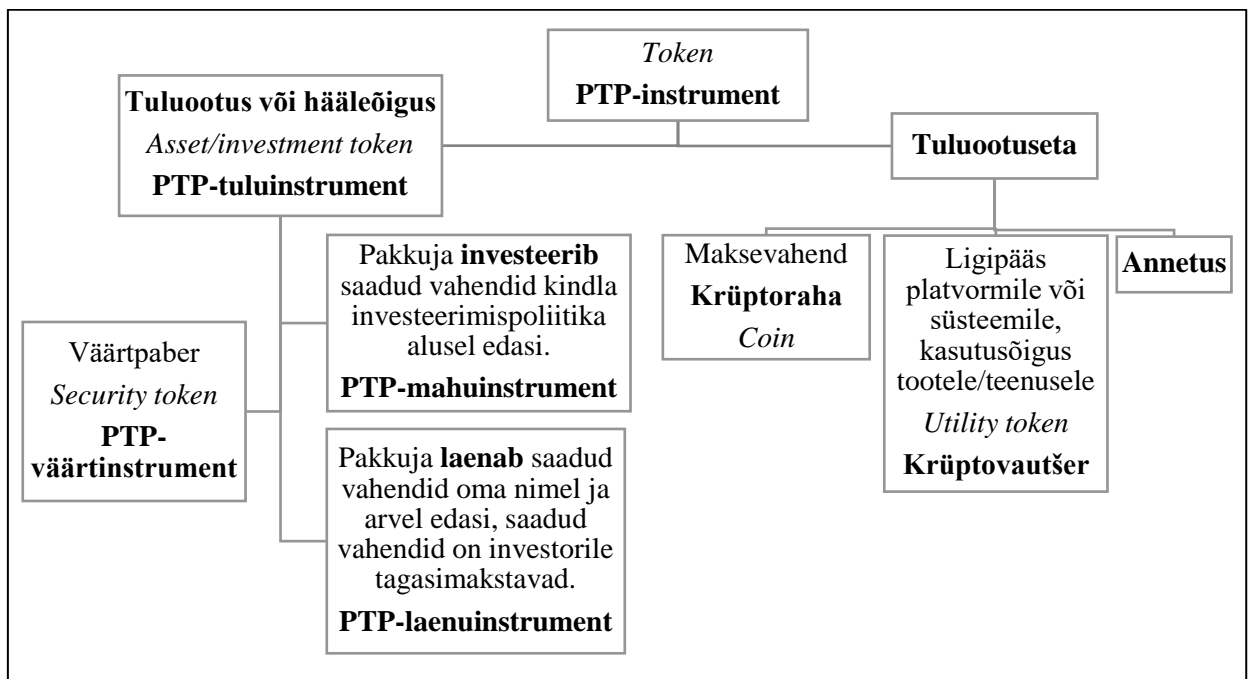 Token
PTP-instrument
Tuluootus või hääleõigus
Asset/investment token
PTP-tuluinstrument
Tuluootuseta
Pakkuja investeerib
saadud vahendid kindla
investeerimispoliitika
alusel edasi.
PTP-mahuinstrument
Väärtpaber
Security token
PTP-
väärtinstrument
Pakkuja laenab saadud
vahendid oma nimel ja
arvel edasi, saadud
vahendid on investorile
tagasimakstavad.
PTP-laenuinstrument
Maksevahend
Krüptoraha
Coin
Ligipääs
platvormile või
süsteemile,
kasutusõigus
tootele/teenusele
Utility token
Krüptovautšer
Annetus